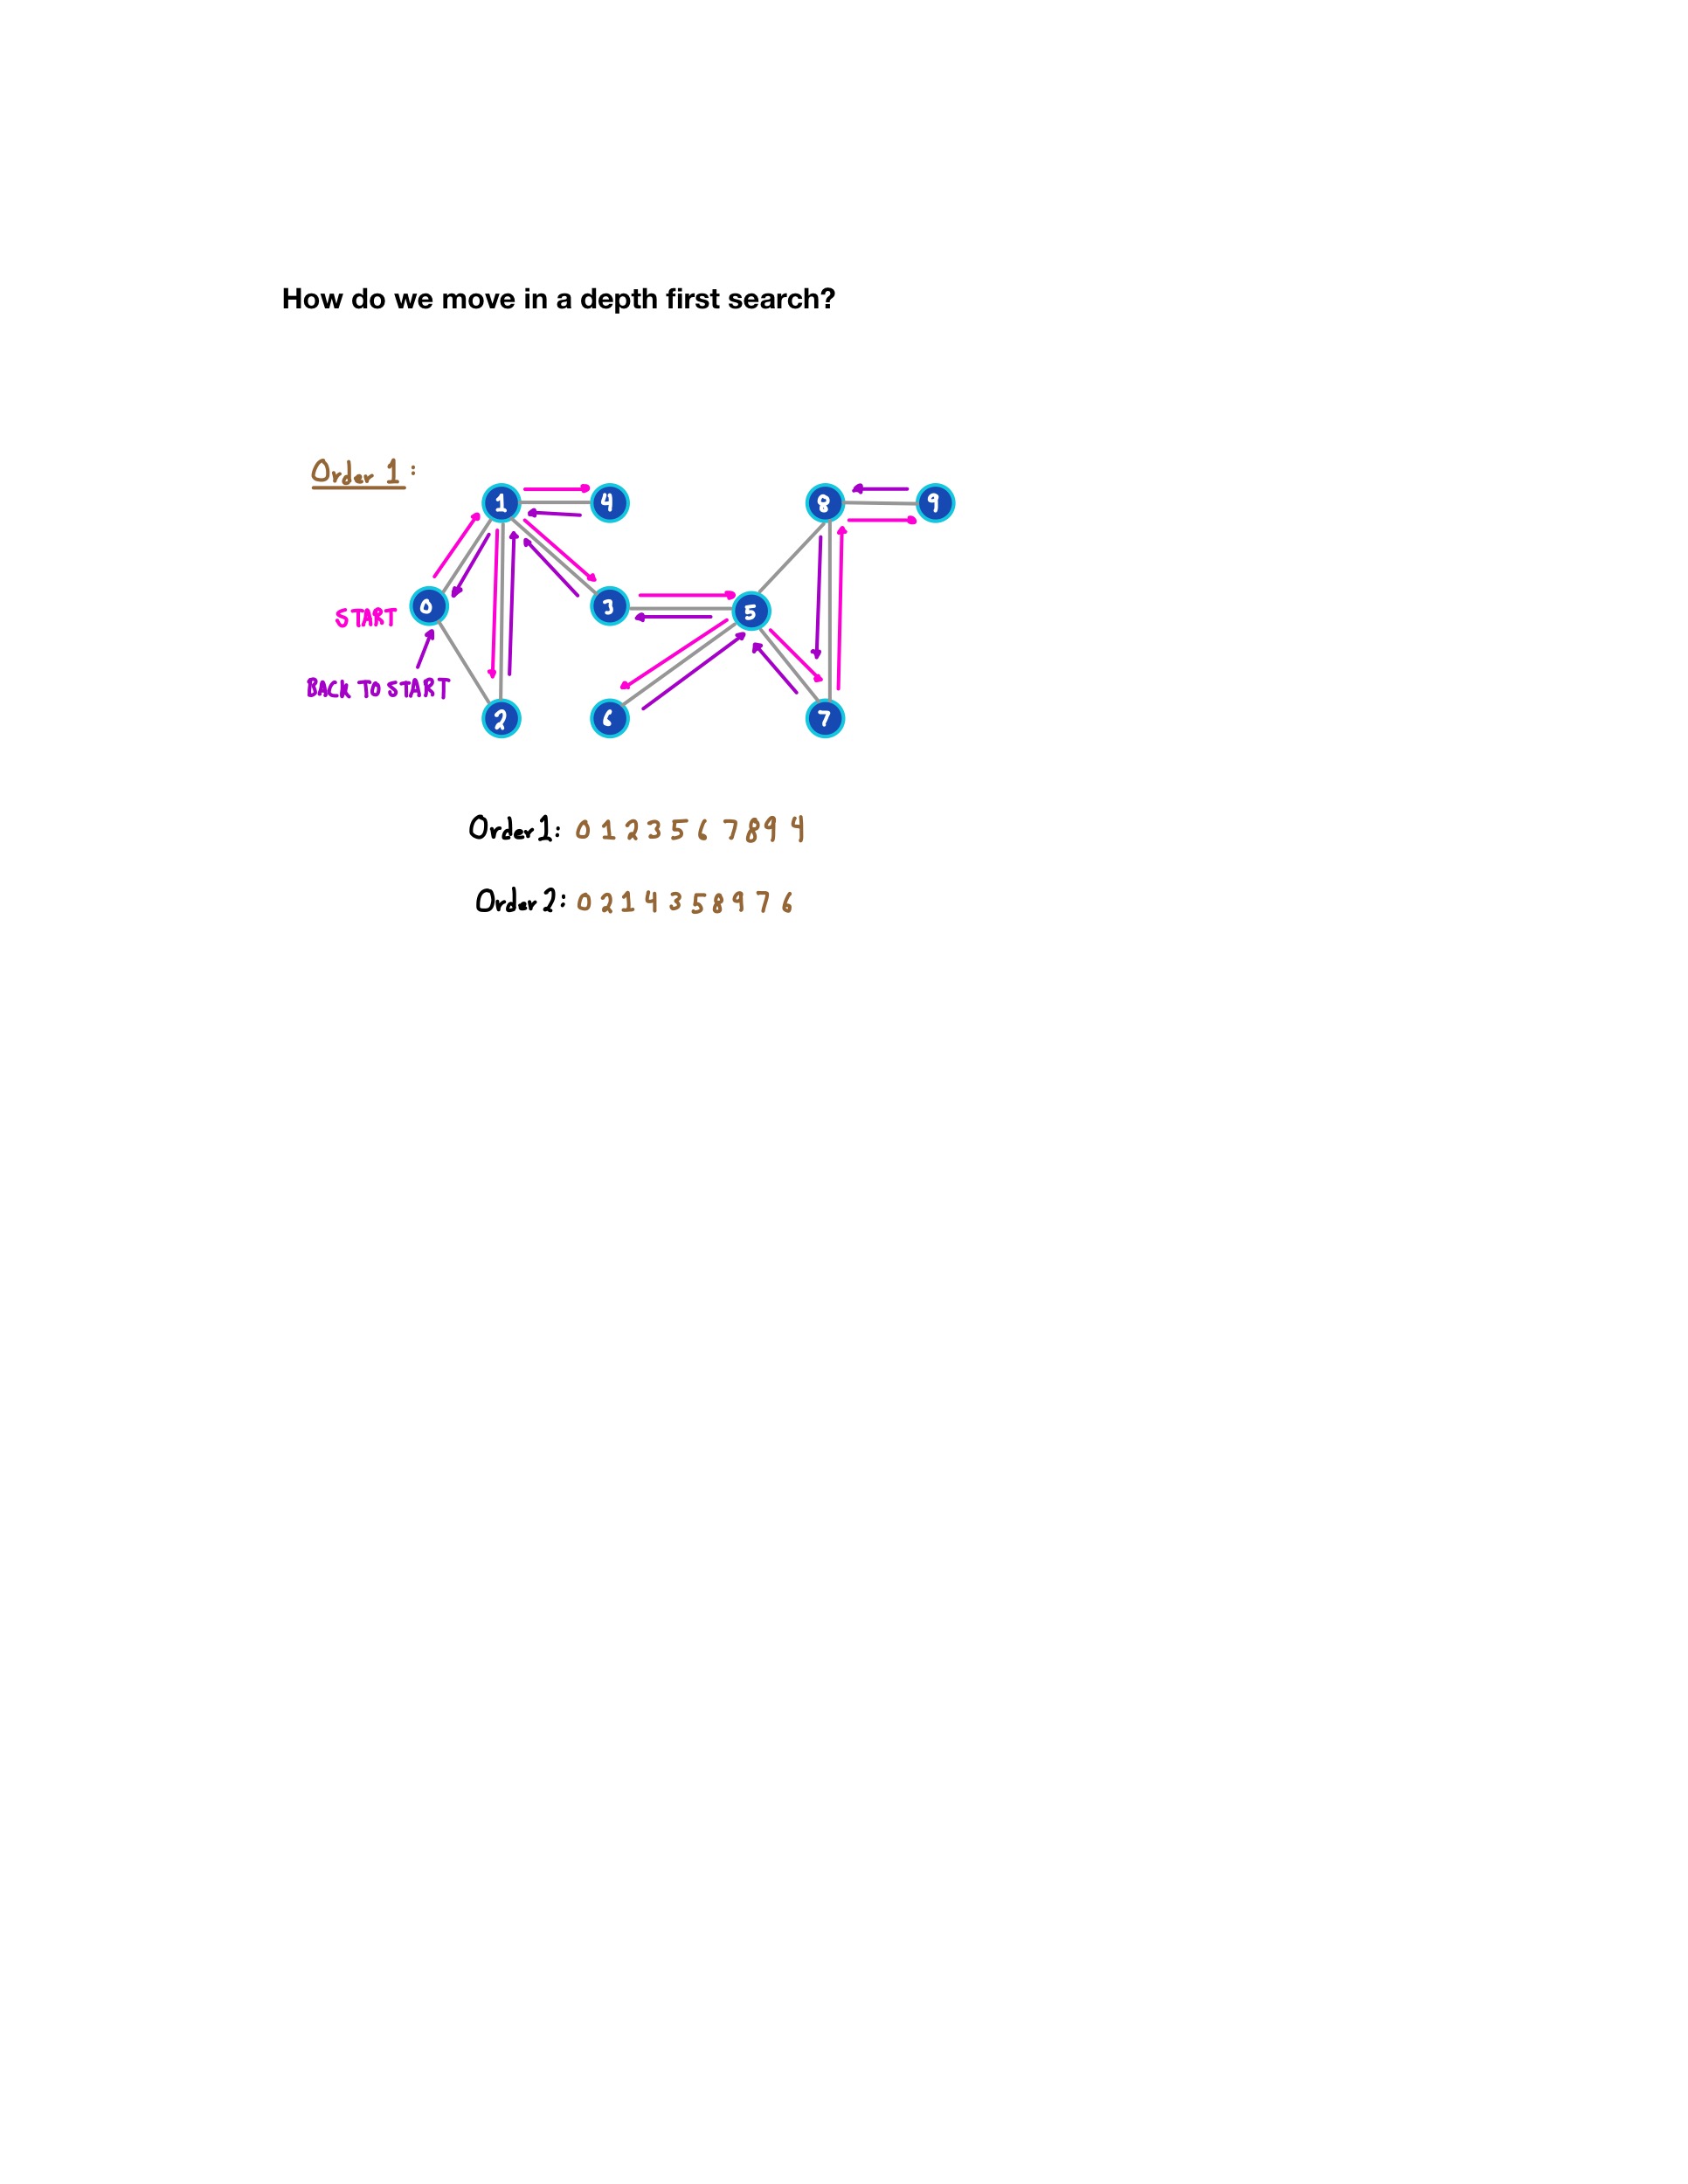 How do we move in a depth first search?
Order 1:
1 4 8 9
0 3 5
START
BACK TO START
2 6 7
Order1: 0 1 2 3 5 6 7 8 9 4
Order 2: 0 2 1 4 3 5 8 9 7 6